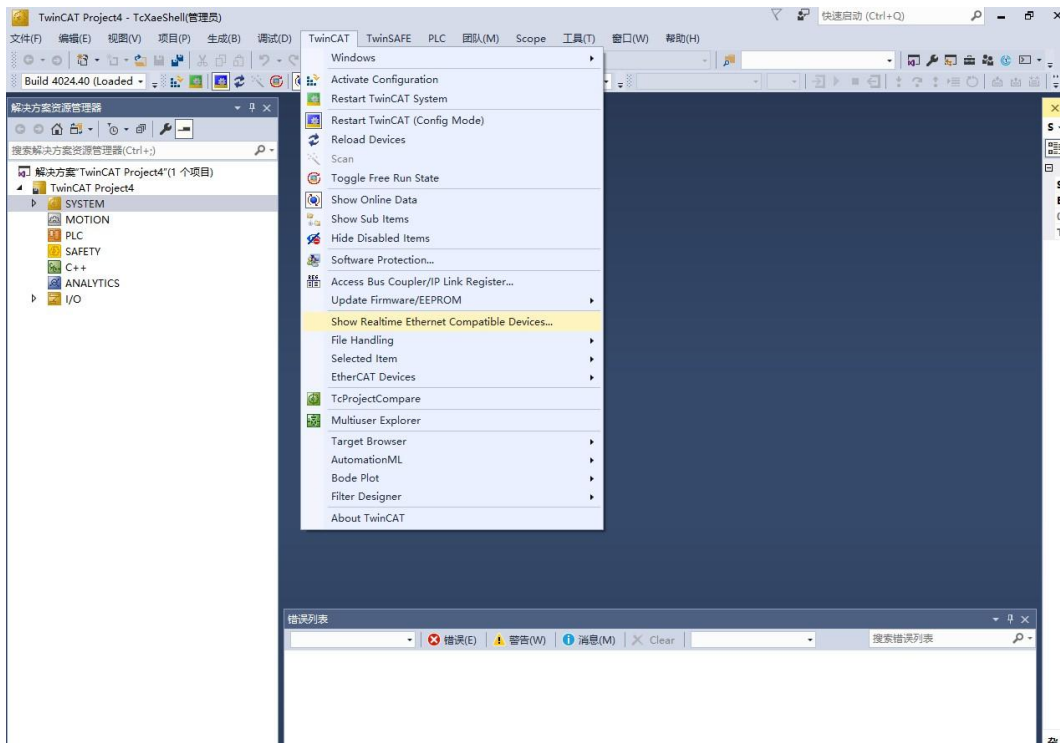 TwinCAT Project4 - TcXaeShell(管理员)
快速启动 (Ctrl+Q)
文件(F) 编辑(E) 视图(V) 项目(P) 生成(B) 调试(D) TwinCAT TwinSAFE PLC 团队(M) Scope 工具(T) 窗口(W) 帮助(H)
Build 4024.40 (Loaded
解决方案资源管理器
搜索解决方案资源管理器(Ctrl+;)
解决方案"TwinCAT Project4"(1 个项目)
TwinCAT Project4
SYSTEM
MOTION
PLC
SAFETY
C++
ANALYTICS
I/O
Windows
Activate Configuration
Restart TwinCAT System
Restart TwinCAT (Config Mode)
Reload Devices
Scan
Toggle Free Run State
Show Online Data
Show Sub Items
Hide Disabled Items
Software Protection...
Access Bus Coupler/IP Link Register...
Update Firmware/EEPROM
Show Realtime Ethernet Compatible Devices...
File Handling
Selected Item
EtherCAT Devices
TcProjectCompare
Multiuser Explorer
Target Browser
AutomationML
Bode Plot
Filter Designer
About TwinCAT
错误列表
错误(E) 警告(W) 消息(M) Clear
搜索错误列表